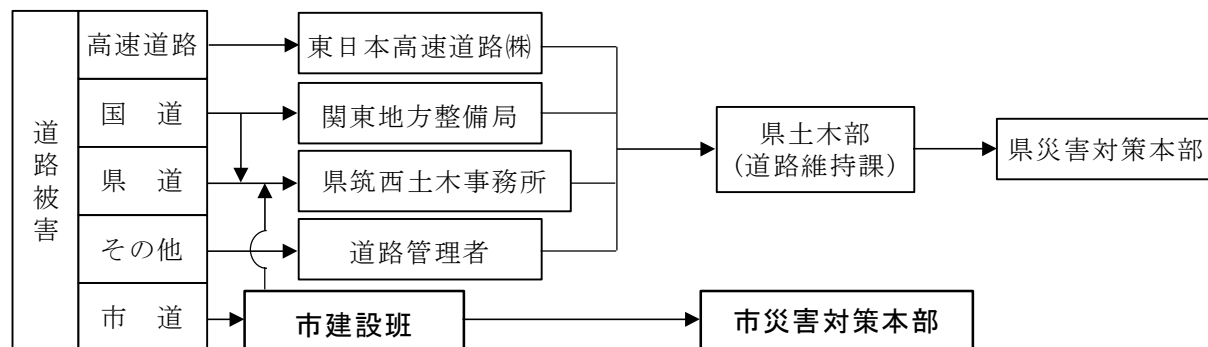 道路被害
高速道路
東日本高速道路㈱
国　道
関東地方整備局
県土木部
(道路維持課)
県災害対策本部
県　道
県筑西土木事務所
その他
道路管理者
市　道
市建設班
市災害対策本部